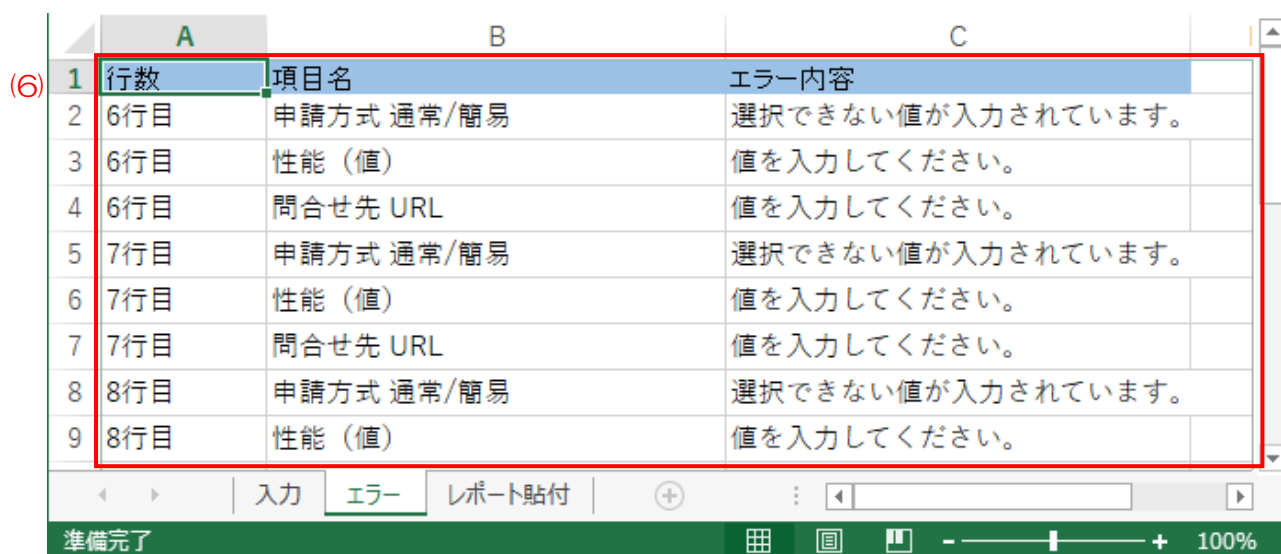 A B C
(6) 1 行数 項目名 エラー内容
2 6行目 申請方式 通常/簡易 選択できない値が入力されています。
3 6行目 性能（値） 値を入力してください。
4 6行目 問合せ先 URL 値を入力してください。
5 7行目 申請方式 通常/簡易 選択できない値が入力されています。
6 7行目 性能（値） 値を入力してください。
7 7行目 問合せ先 URL 値を入力してください。
8 8行目 申請方式 通常/簡易 選択できない値が入力されています。
9 8行目 性能（値） 値を入力してください。
入力 エラー レポート貼付
準備完了 100%